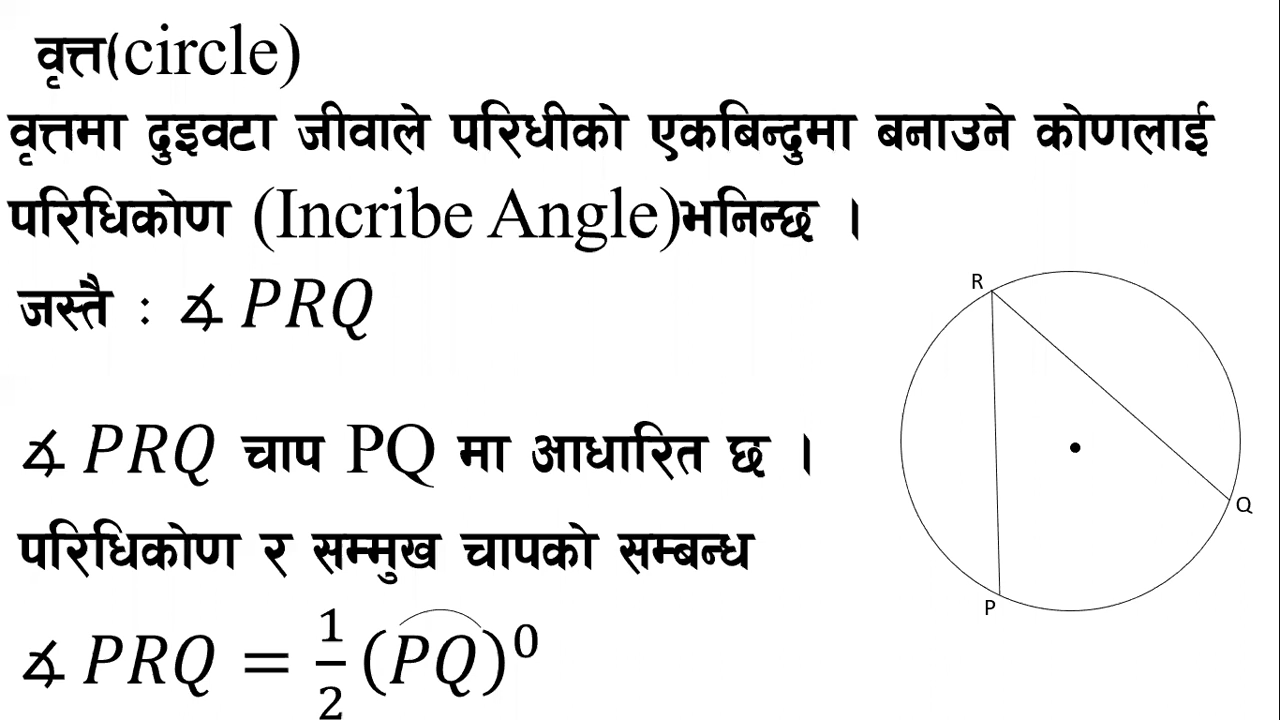 वृत्त(circle)
वृत्तमा दुइवटा जीवाले परिधीको एकबिन्दुमा बनाउने कोणलाई
परिधिकोण (Incribe Angle)भनिन्छ ।
जस्तै : ∡ PRQ
∡ PRQ चाप PQ मा आधारित छ ।
परिधिकोण र सम्मुख चापको सम्बन्ध
∡ PRQ = 1/2 (PQ)⁰
R
Q
P